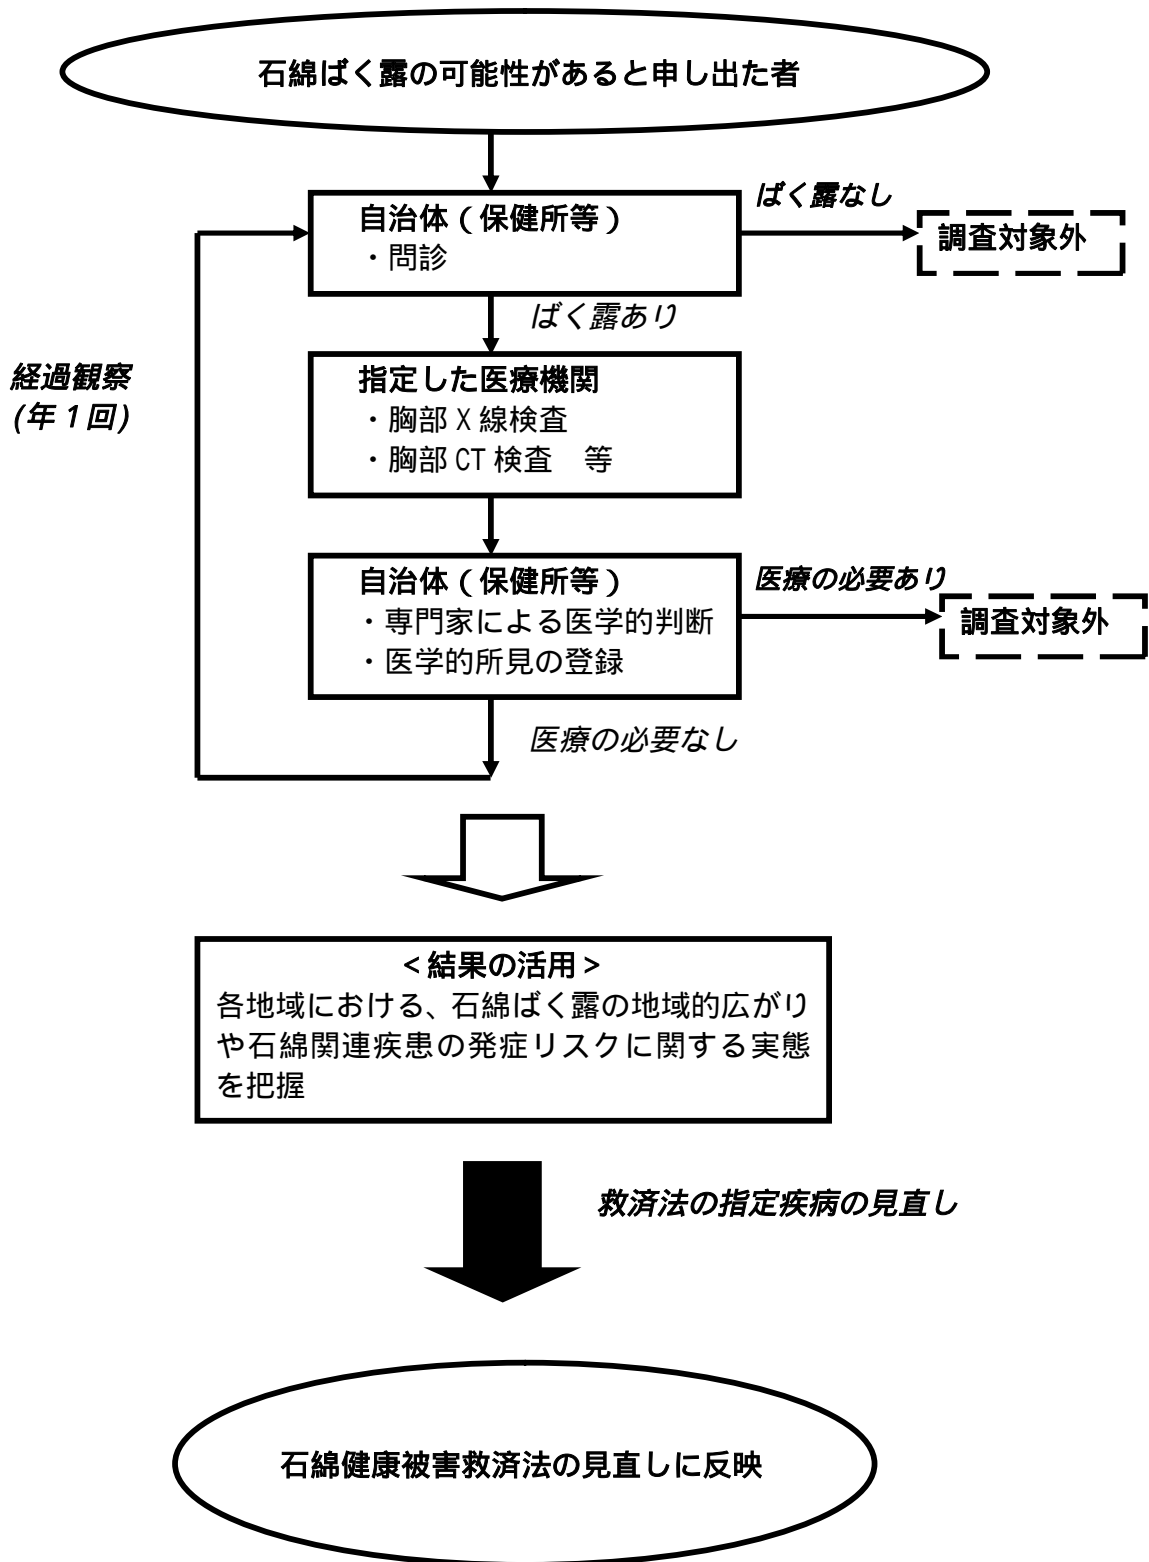 石綿ばく露の可能性があると申し出た者
ばく露なし
自治体（保健所等）
・問診
調査対象外
ばく露あり
経過観察
(年1回)
指定した医療機関
・胸部X線検査
・胸部CT検査　等
医療の必要あり
自治体（保健所等）
・専門家による医学的判断
・医学的所見の登録
調査対象外
医療の必要なし
<結果の活用>
各地域における、石綿ばく露の地域的広がり
や石綿関連疾患の発症リスクに関する実態
を把握
救済法の指定疾病の見直し
石綿健康被害救済法の見直しに反映